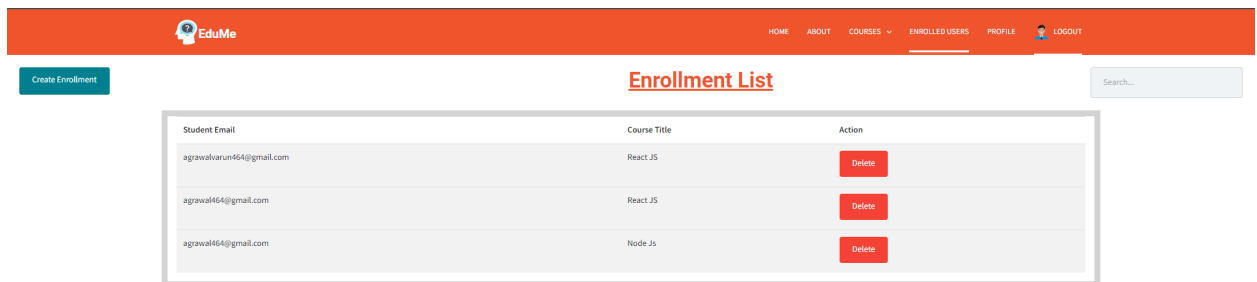 EduMe HOME ABOUT COURSES ENROLLED USERS PROFILE LOGOUT
Create Enrollment Enrollment List Search...
Student Email Course Title Action
agrawalvarun464@gmail.com React JS Delete
agrawal464@gmail.com React JS Delete
agrawal464@gmail.com Node Js Delete